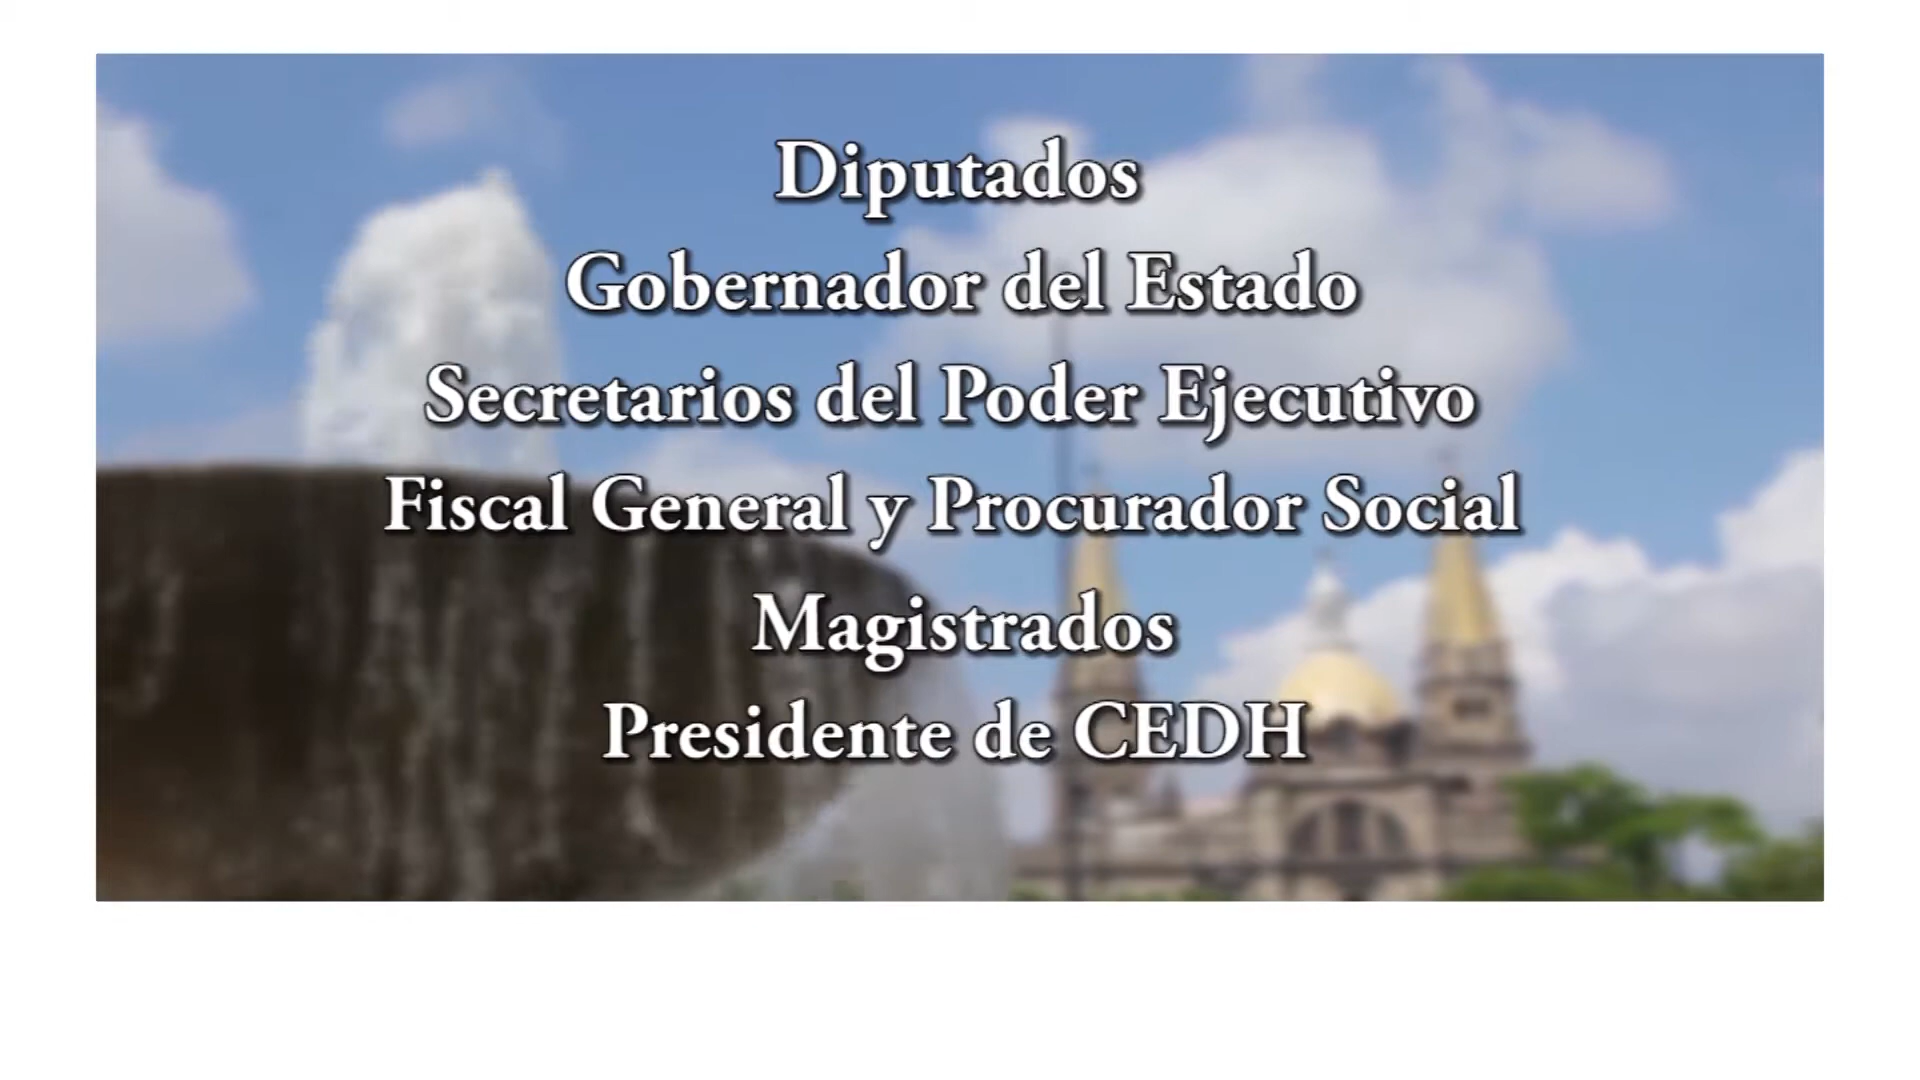 Diputados
Gobernador del Estado
Secretarios del Poder Ejecutivo
Fiscal General y Procurador Social
Magistrados
Presidente de CEDH